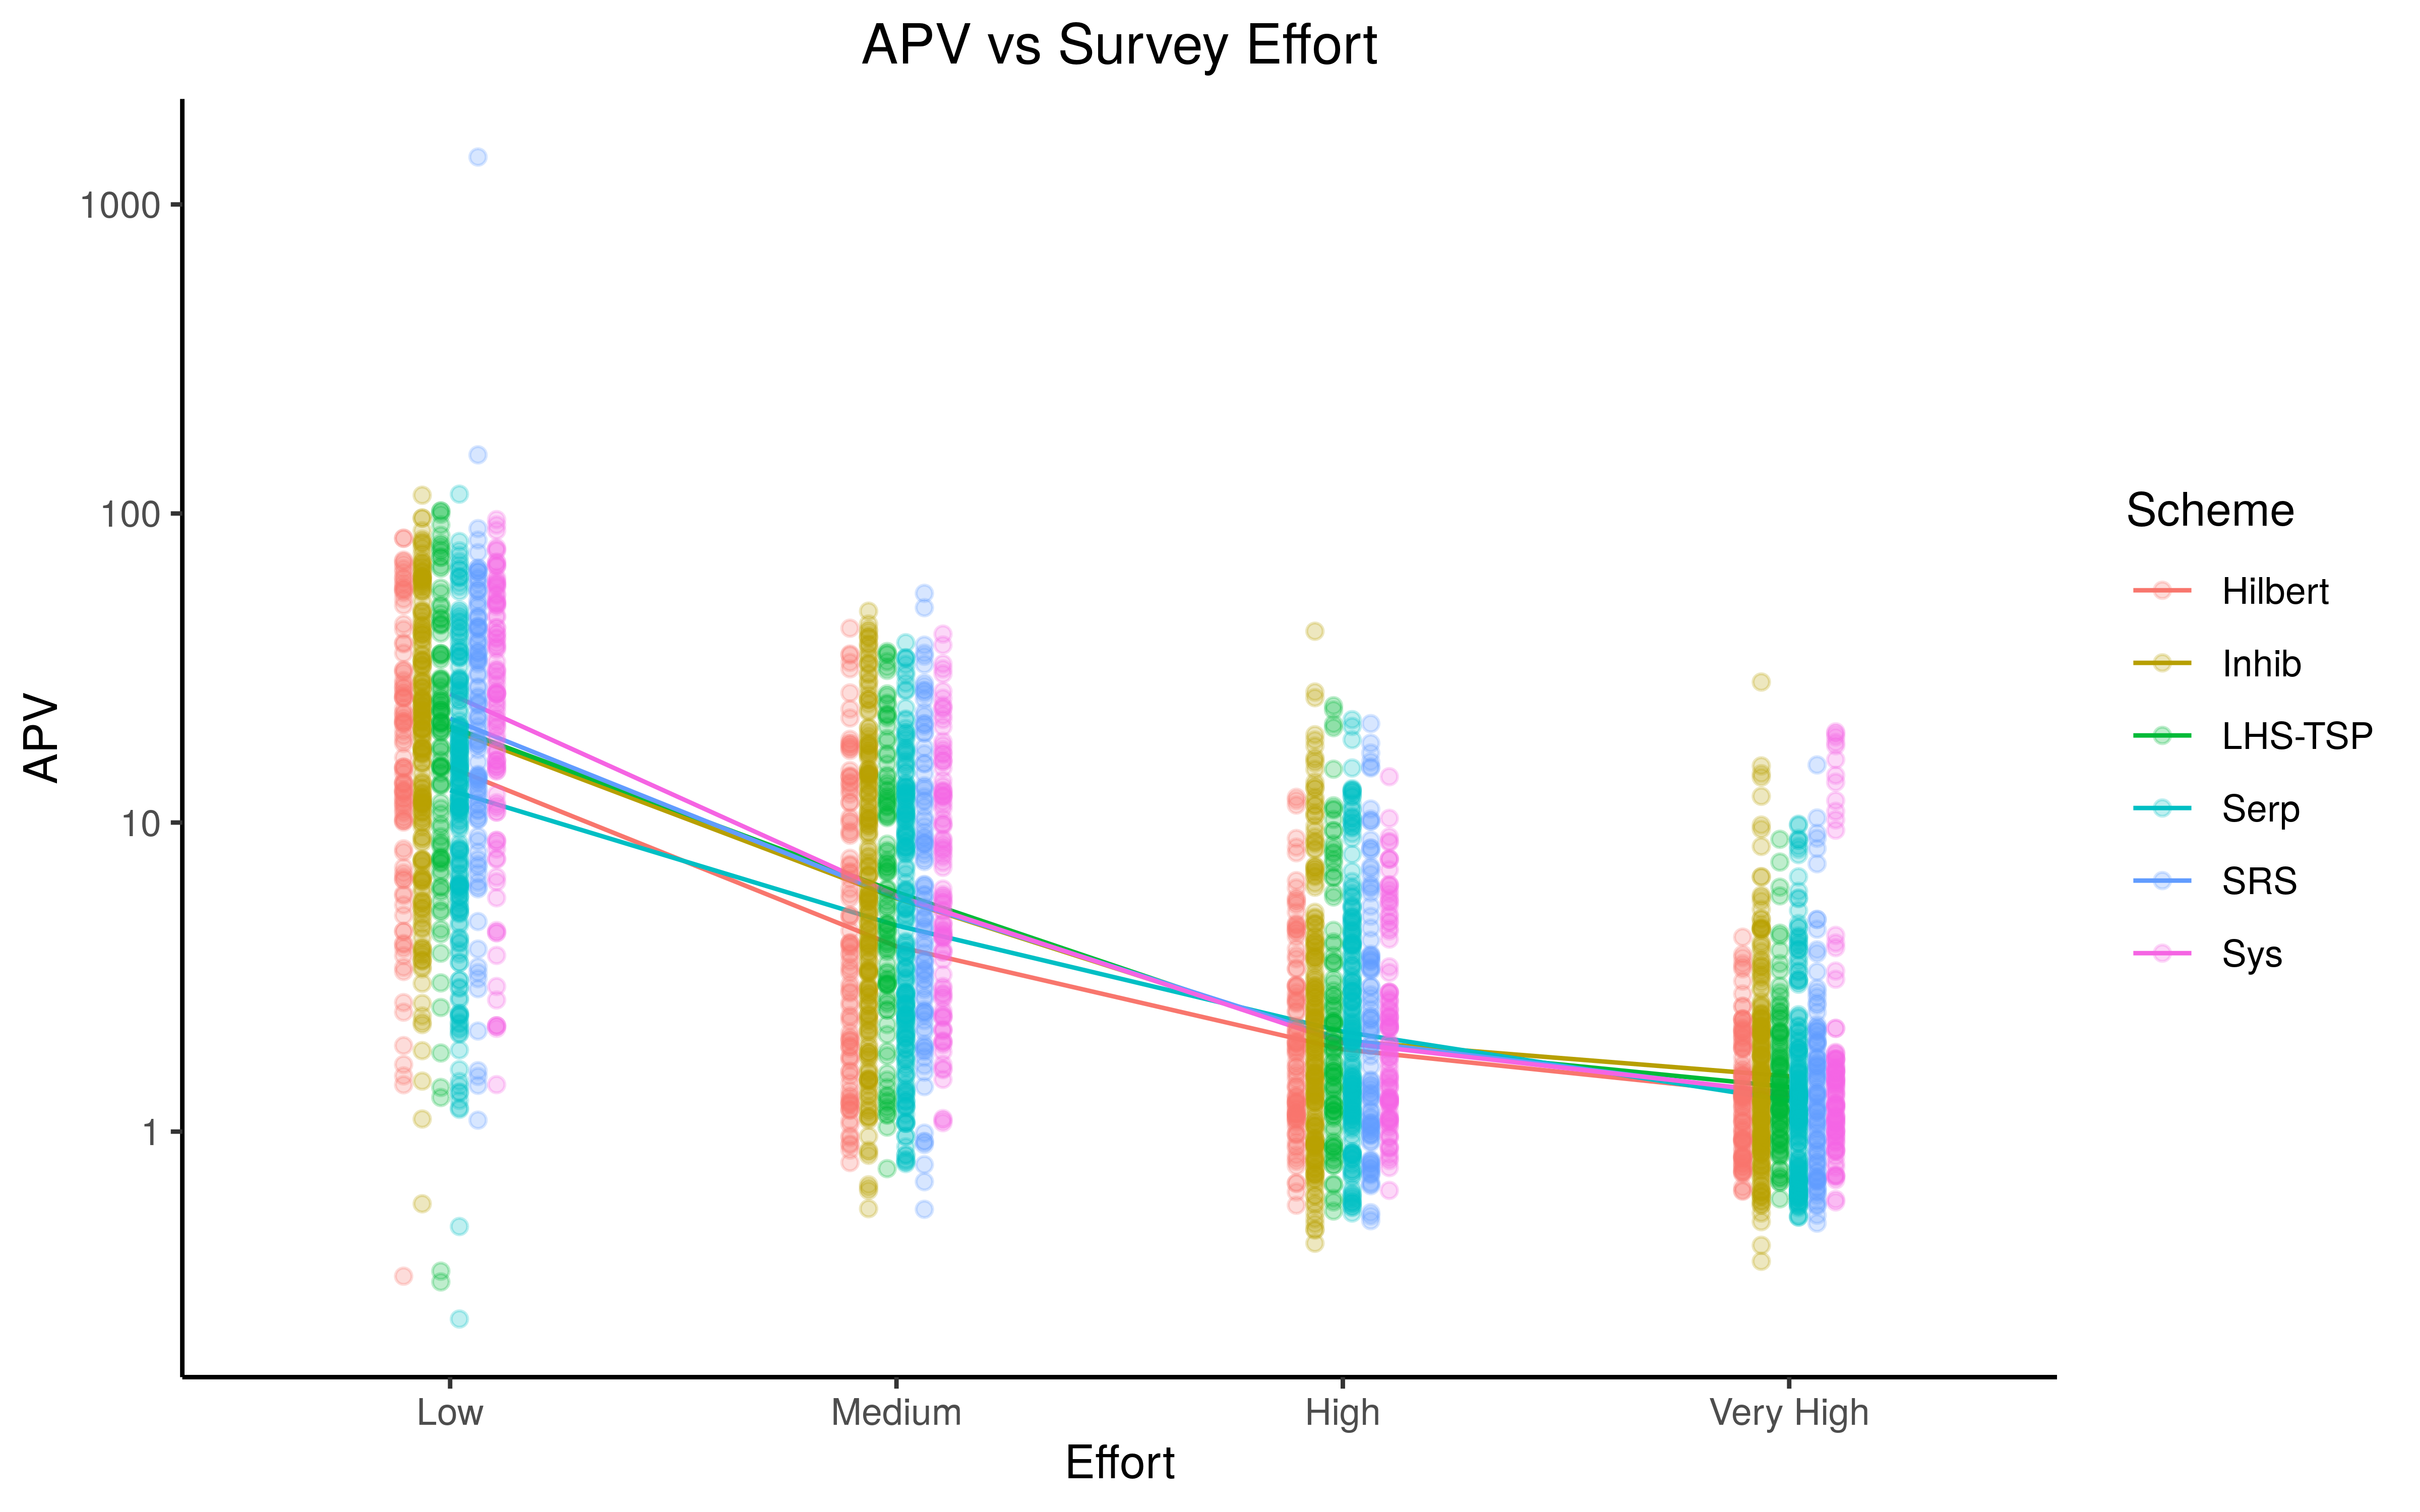 APV vs Survey Effort
APV
1000
100
10
1
Low
Medium
High
Very High
Effort
Scheme
Hilbert
Inhib
LHS-TSP
Serp
SRS
Sys